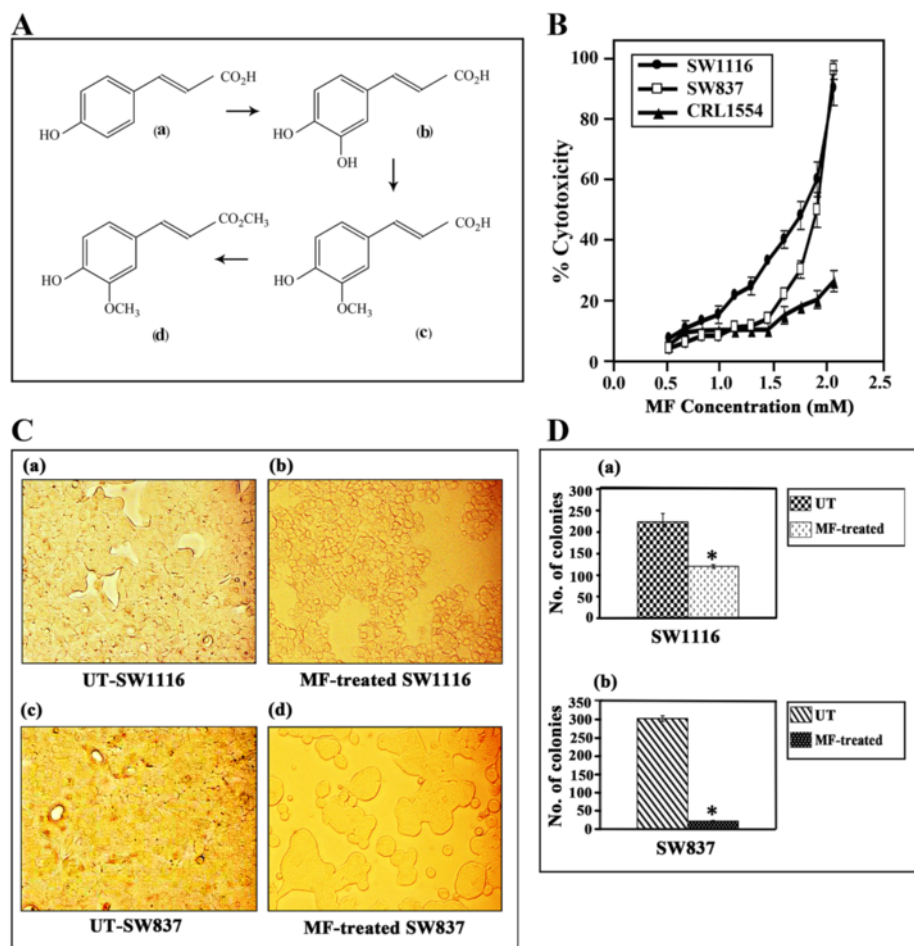 A
CO₂H
HO
(a)
CO₂H
HO
OH
(b)
CO₂CH₃
HO
OCH₃
(d)
CO₂H
HO
OCH₃
(c)
B
SW1116
SW837
CRL1554
% Cytotoxicity
100
80
60
40
20
0
0.0 0.5 1.0 1.5 2.0 2.5
MF Concentration (mM)
C
(a)
UT-SW1116
(b)
MF-treated SW1116
(c)
UT-SW837
(d)
MF-treated SW837
D
(a)
No. of colonies
300
250
200
150
100
50
0
*
SW1116
UT
MF-treated
(b)
No. of colonies
350
300
250
200
150
100
50
0
*
SW837
UT
MF-treated